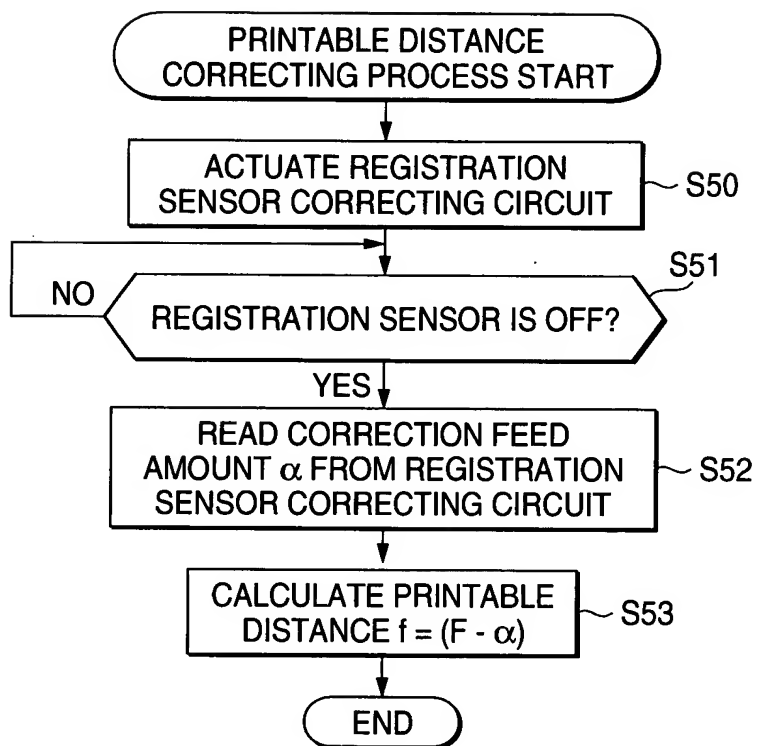 PRINTABLE DISTANCE
CORRECTING PROCESS START
ACTUATE REGISTRATION
SENSOR CORRECTING CIRCUIT
S50
S51
NO
REGISTRATION SENSOR IS OFF?
YES
READ CORRECTION FEED
AMOUNT α FROM REGISTRATION
SENSOR CORRECTING CIRCUIT
S52
CALCULATE PRINTABLE
DISTANCE f = (F - α)
S53
END